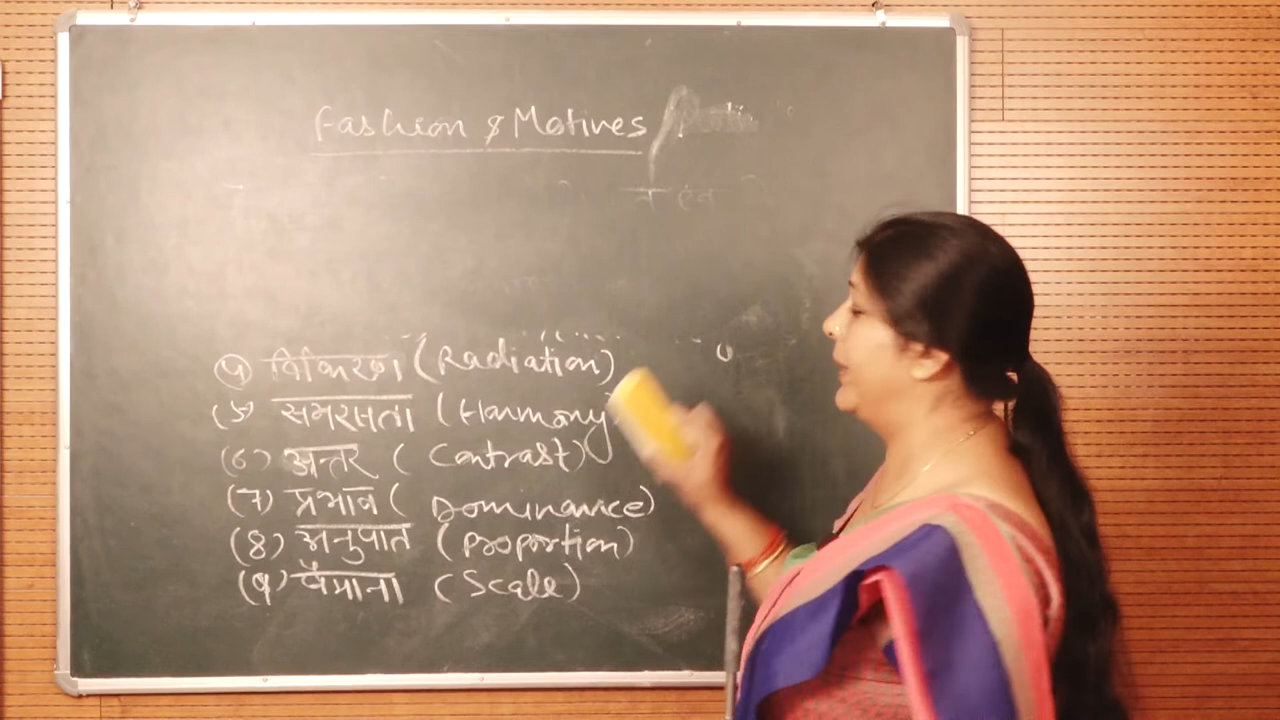 Fashion & Motives
(4) विकिरण (Radiation)
(5) समरसता (Harmony)
(6) अन्तर (Contrast)
(7) प्रभाव (Dominance)
(8) अनुपात (Proportion)
(9) पैमाना (Scale)